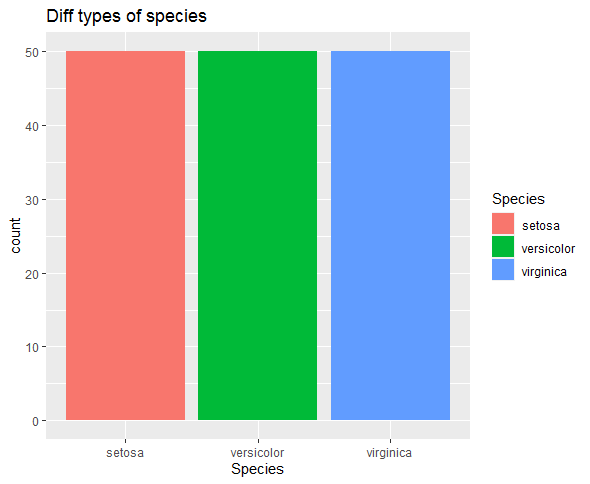 Diff types of species
50
40
30
20
10
0
count
setosa versicolor virginica
Species
Species
setosa
versicolor
virginica